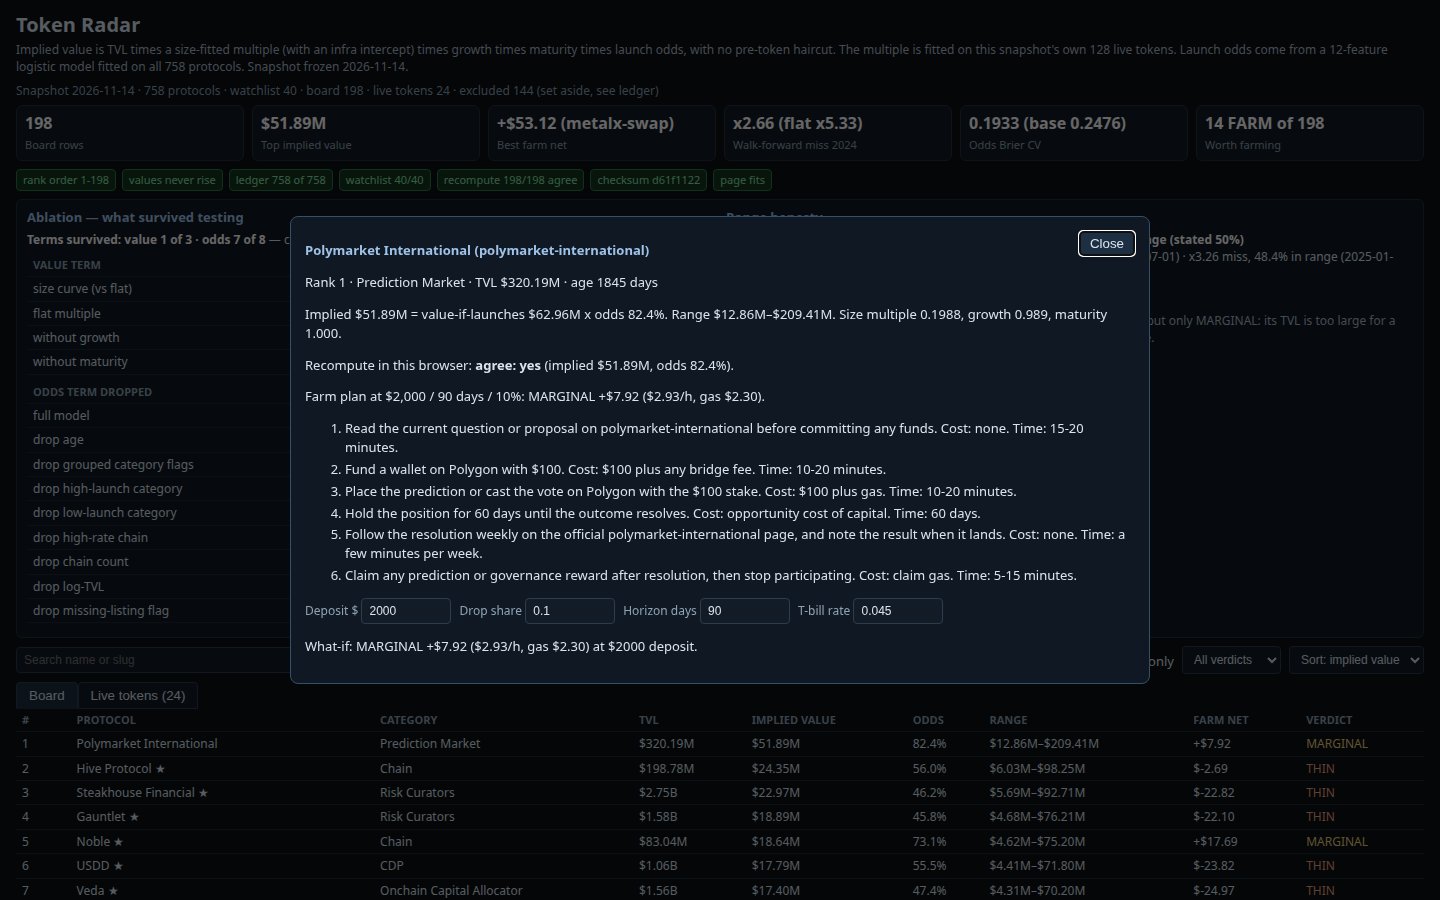 Token Radar
Implied value is TVL times a size-fitted multiple (with an infra intercept) times growth times maturity times launch odds, with no pre-token haircut. The multiple is fitted on this snapshot's own 128 live tokens. Launch odds come from a 12-feature
logistic model fitted on all 758 protocols. Snapshot frozen 2026-11-14.
Snapshot 2026-11-14 · 758 protocols · watchlist 40 · board 198 · live tokens 24 · excluded 144 (set aside, see ledger)
198
Board rows
$51.89M
Top implied value
+$53.12 (metalx-swap)
Best farm net
x2.66 (flat x5.33)
Walk-forward miss 2024
0.1933 (base 0.2476)
Odds Brier CV
14 FARM of 198
Worth farming
rank order 1-198
values never rise
ledger 758 of 758
watchlist 40/40
recompute 198/198 agree
checksum d61f1122
page fits
Ablation — what survived testing
Terms survived: value 1 of 3 · odds 7 of 8 —
VALUE TERM
size curve (vs flat)
flat multiple
without growth
without maturity
ODDS TERM DROPPED
full model
drop age
drop grouped category flags
drop high-launch category
drop low-launch category
drop high-rate chain
drop chain count
drop log-TVL
drop missing-listing flag
(stated 50%)
07-01) · x3.26 miss, 48.4% in range (2025-01-
but only MARGINAL: its TVL is too large for a
Polymarket International (polymarket-international)
Close
Rank 1 · Prediction Market · TVL $320.19M · age 1845 days
Implied $51.89M = value-if-launches $62.96M x odds 82.4%. Range $12.86M–$209.41M. Size multiple 0.1988, growth 0.989, maturity
1.000.
Recompute in this browser: agree: yes (implied $51.89M, odds 82.4%).
Farm plan at $2,000 / 90 days / 10%: MARGINAL +$7.92 ($2.93/h, gas $2.30).
1. Read the current question or proposal on polymarket-international before committing any funds. Cost: none. Time: 15-20
minutes.
2. Fund a wallet on Polygon with $100. Cost: $100 plus any bridge fee. Time: 10-20 minutes.
3. Place the prediction or cast the vote on Polygon with the $100 stake. Cost: $100 plus gas. Time: 10-20 minutes.
4. Hold the position for 60 days until the outcome resolves. Cost: opportunity cost of capital. Time: 60 days.
5. Follow the resolution weekly on the official polymarket-international page, and note the result when it lands. Cost: none. Time: a
few minutes per week.
6. Claim any prediction or governance reward after resolution, then stop participating. Cost: claim gas. Time: 5-15 minutes.
Deposit $ 2000 Drop share 0.1 Horizon days 90 T-bill rate 0.045
What-if: MARGINAL +$7.92 ($2.93/h, gas $2.30) at $2000 deposit.
Search name or slug
only
All verdicts
Sort: implied value
Board
Live tokens (24)
# PROTOCOL CATEGORY TVL IMPLIED VALUE ODDS RANGE FARM NET VERDICT
1 Polymarket International Prediction Market $320.19M $51.89M 82.4% $12.86M–$209.41M +$7.92 MARGINAL
2 Hive Protocol ★ Chain $198.78M $24.35M 56.0% $6.03M–$98.25M $-2.69 THIN
3 Steakhouse Financial ★ Risk Curators $2.75B $22.97M 46.2% $5.69M–$92.71M $-22.82 THIN
4 Gauntlet ★ Risk Curators $1.58B $18.89M 45.8% $4.68M–$76.21M $-22.10 THIN
5 Noble ★ Chain $83.04M $18.64M 73.1% $4.62M–$75.20M +$17.69 MARGINAL
6 USDD ★ CDP $1.06B $17.79M 55.5% $4.41M–$71.80M $-23.82 THIN
7 Veda ★ Onchain Capital Allocator $1.56B $17.40M 47.4% $4.31M–$70.20M $-24.97 THIN